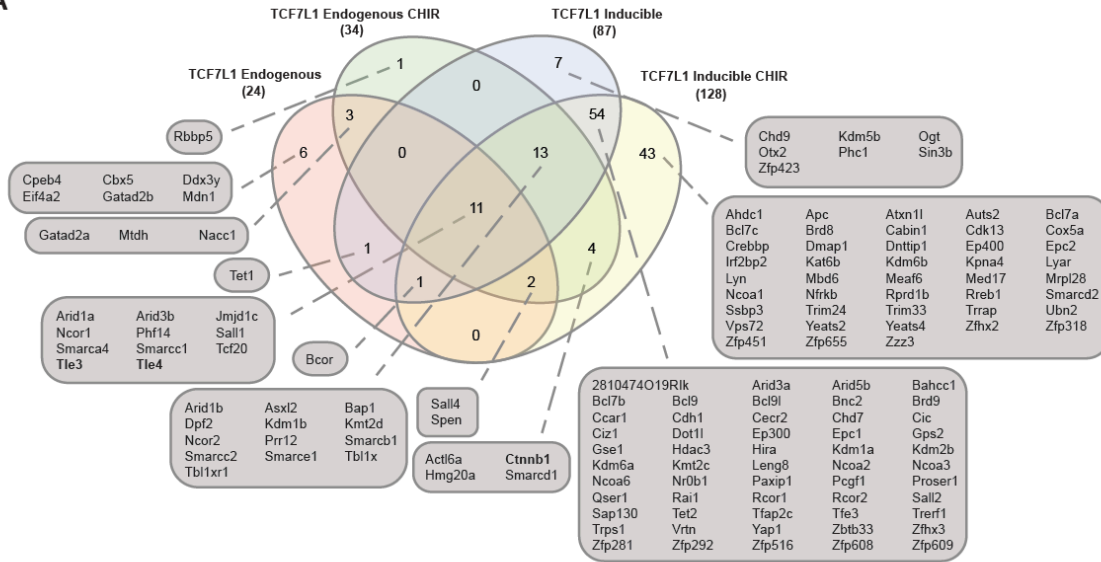 A
TCF7L1 Endogenous CHIR
(34)
TCF7L1 Inducible
(87)
TCF7L1 Endogenous
(24)
TCF7L1 Inducible CHIR
(128)
1
0
7
3
54
6
0
13
43
11
1
1
2
4
0
Rbbp5
Cpeb4 Cbx5 Ddx3y
Eif4a2 Gatad2b Mdn1
Gatad2a Mtdh Nacc1
Tet1
Arid1a Arid3b Jmjd1c
Ncor1 Phf14 Sall1
Smarca4 Smarcc1 Tcf20
Tle3 Tle4
Bcor
Arid1b Asxl2 Bap1
Dpf2 Kdm1b Kmt2d
Ncor2 Prr12 Smarcb1
Smarcc2 Smarce1 Tbl1x
Tbl1xr1
Sall4
Spen
Actl6a Ctnnb1
Hmg20a Smarcd1
Chd9 Kdm5b Ogt
Otx2 Phc1 Sin3b
Zfp423
Ahdc1 Apc Atxn1l Auts2 Bcl7a
Bcl7c Brd8 Cabin1 Cdk13 Cox5a
Crebbp Dmap1 Dnttip1 Ep400 Epc2
Irf2bp2 Kat6b Kdm6b Kpna4 Lyar
Lyn Mbd6 Meaf6 Med17 Mrpl28
Ncoa1 Nfrkb Rprd1b Rreb1 Smarcd2
Ssbp3 Trim24 Trim33 Trrap Ubn2
Vps72 Yeats2 Yeats4 Zfhx2 Zfp318
Zfp451 Zfp655 Zzz3
2810474O19Rik Arid3a Arid5b Bahcc1
Bcl7b Bcl9 Bcl9l Bnc2 Brd9
Ccar1 Cdh1 Cecr2 Chd7 Cic
Ciz1 Dot1l Ep300 Epc1 Gps2
Gse1 Hdac3 Hira Kdm1a Kdm2b
Kdm6a Kmt2c Leng8 Ncoa2 Ncoa3
Ncoa6 Nr0b1 Paxip1 Pcgf1 Proser1
Qser1 Rai1 Rcor1 Rcor2 Sall2
Sap130 Tet2 Tfap2c Tfe3 Trerf1
Trps1 Vrtn Yap1 Zbtb33 Zfhx3
Zfp281 Zfp292 Zfp516 Zfp608 Zfp609